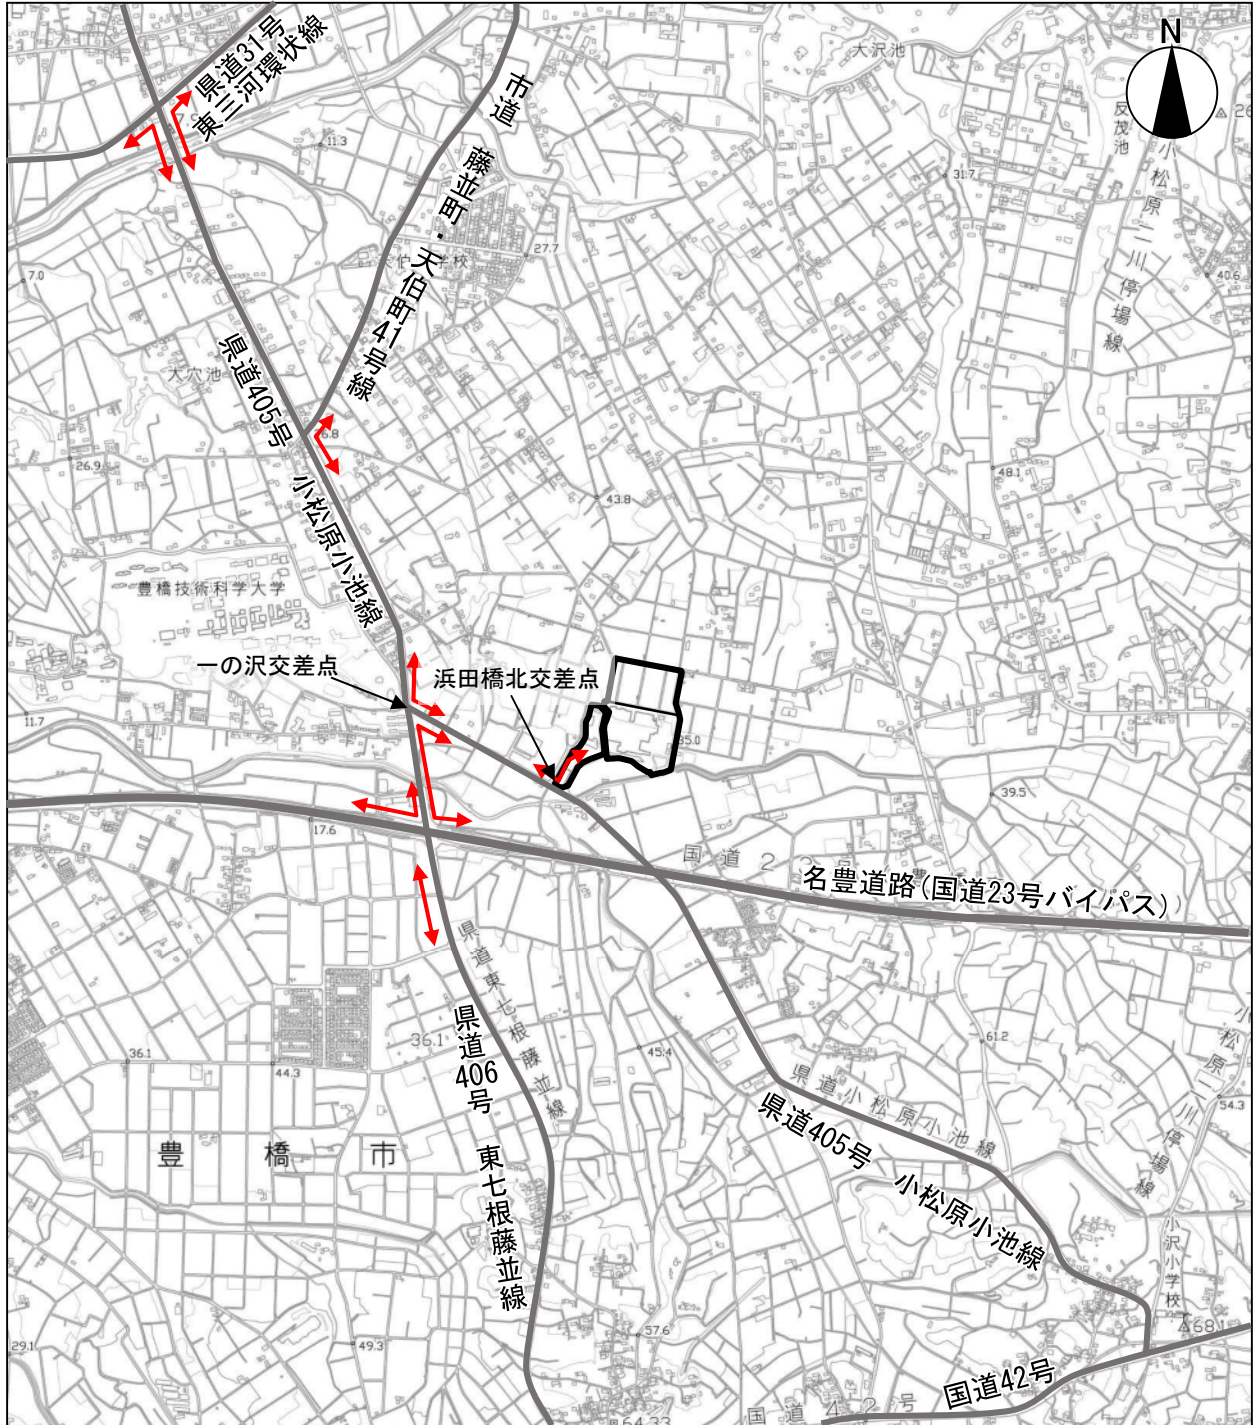 N
県道31号
東三河環状線
市道
藤並町・天伯町41号線
大沢池
反茂池
小松原二川停場線
7.0
11.3
31.7
27.7
40.6
県道405号
小松原小池線
大穴池
6.8
26.9
48.1
43.8
豊橋技術科学大学
一の沢交差点
浜田橋北交差点
11.7
35.0
39.5
17.6
名豊道路(国道23号バイパス)
県道東七根藤並線
県道406号
東七根藤並線
36.1
36.1
44.3
45.4
61.2
54.3
小松原二川停場線
県道小松原小池線
県道405号
小松原小池線
豊橋市
小沢小学校
68.1
57.6
49.3
29.1
64.33
国道42号
国道42号